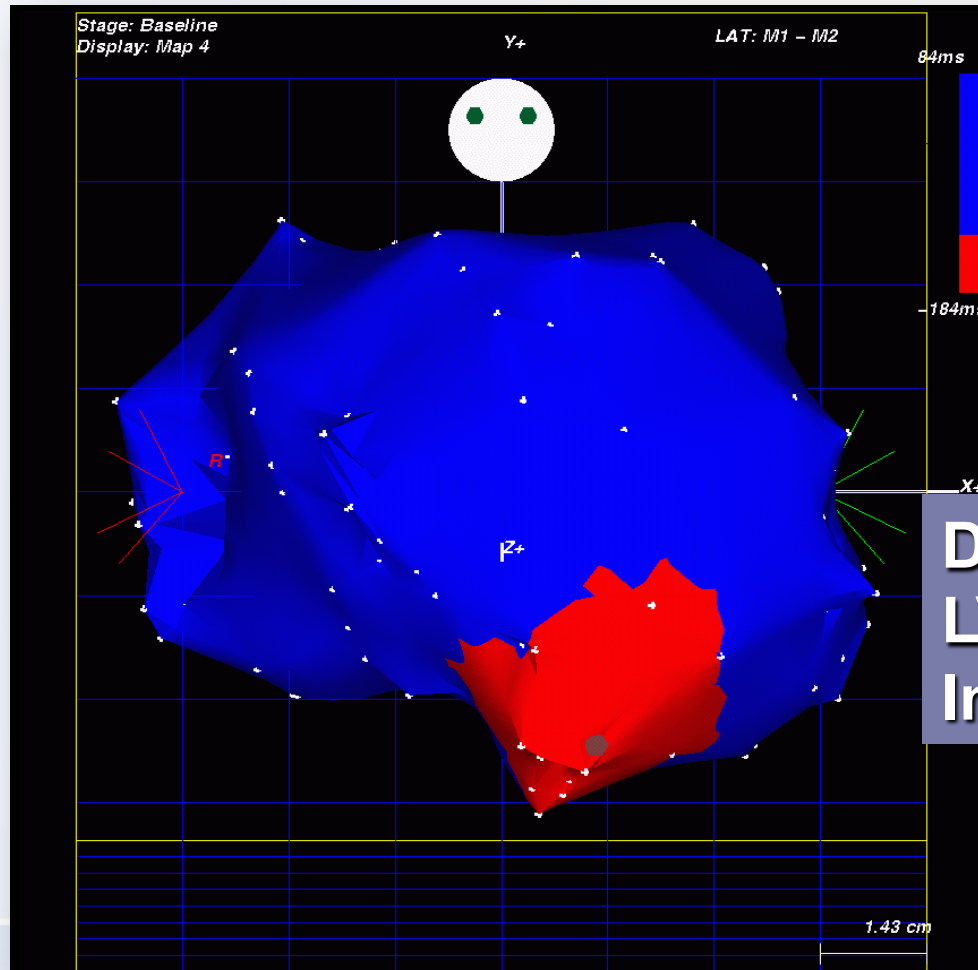 Stage: Baseline
Display: Map 4
LAT: M1 – M2
Y+
84ms
-184ms
R
X+
Z+
1.43 cm